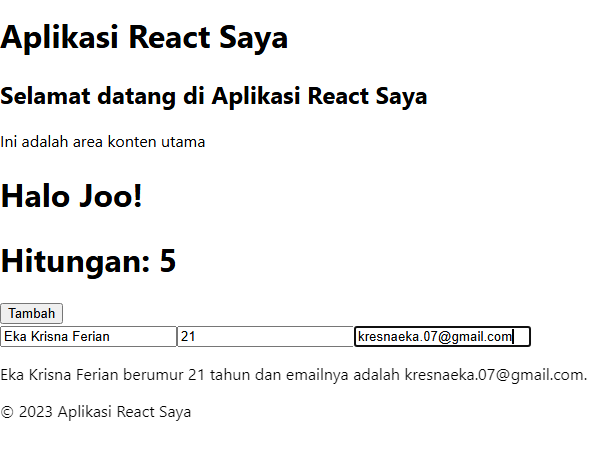 Aplikasi React Saya
Selamat datang di Aplikasi React Saya
Ini adalah area konten utama
Halo Joo!
Hitungan: 5
Tambah
Eka Krisna Ferian 21 kresnaeka.07@gmail.com
Eka Krisna Ferian berumur 21 tahun dan emailnya adalah kresnaeka.07@gmail.com.
© 2023 Aplikasi React Saya